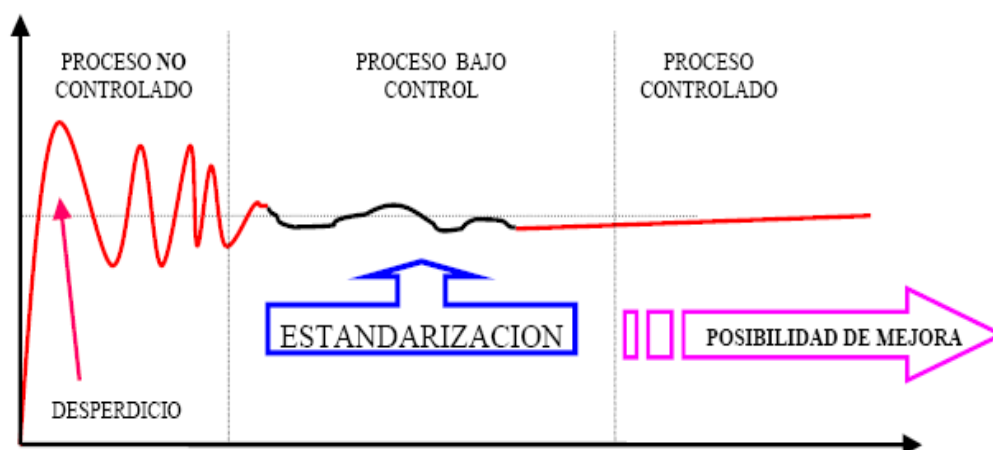 PROCESO NO
CONTROLADO
PROCESO BAJO
CONTROL
PROCESO
CONTROLADO
ESTANDARIZACION
POSIBILIDAD DE MEJORA
DESPERDICIO